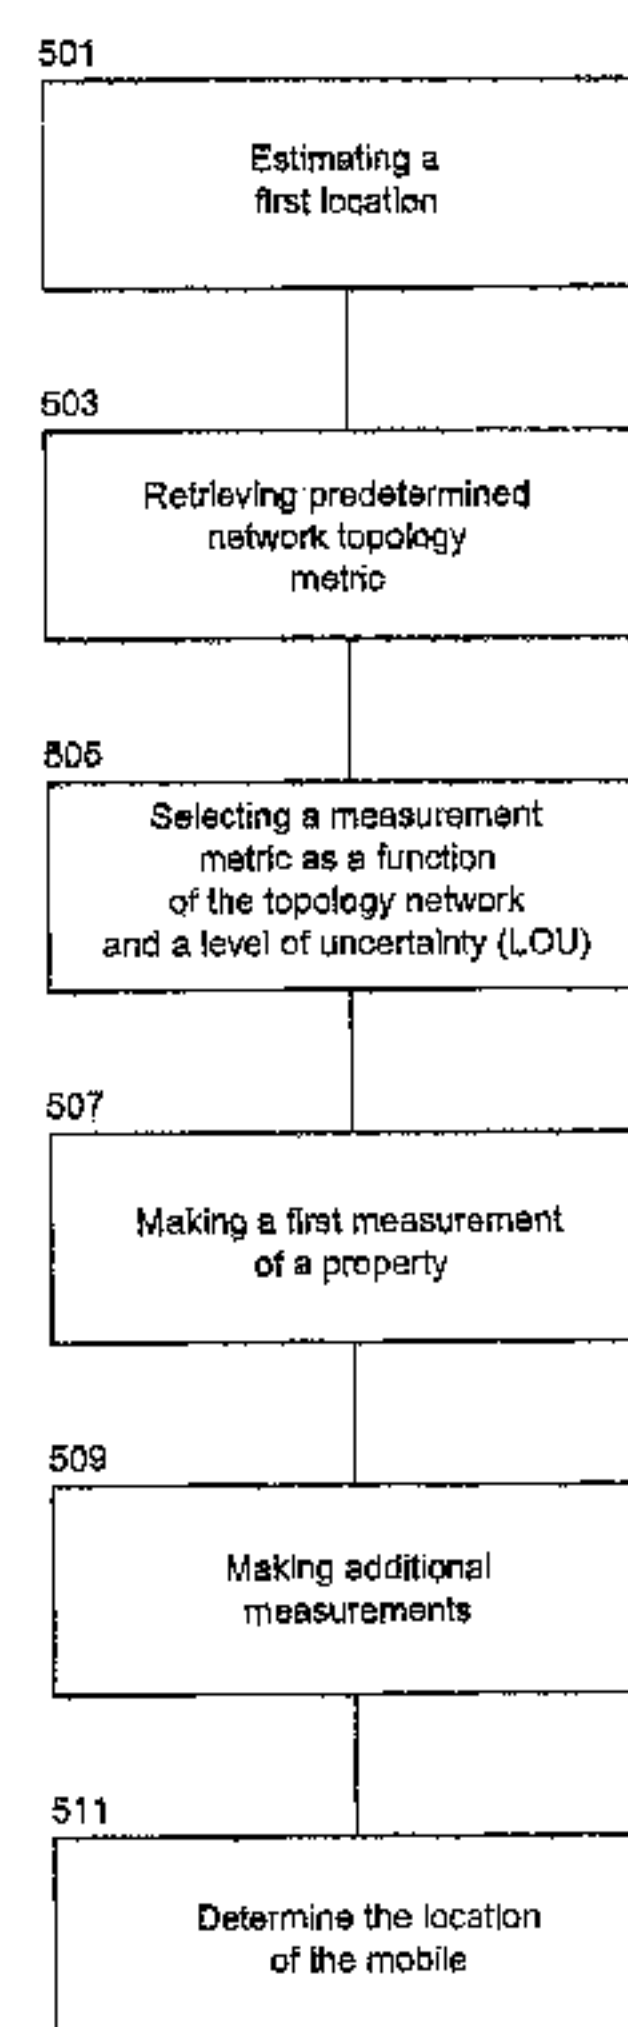 501
Estimating a
first location
503
Retrieving predetermined
network topology
metric
505
Selecting a measurement
metric as a function
of the topology network
and a level of uncertainty (LOU)
507
Making a first measurement
of a property
509
Making additional
measurements
511
Determine the location
of the mobile